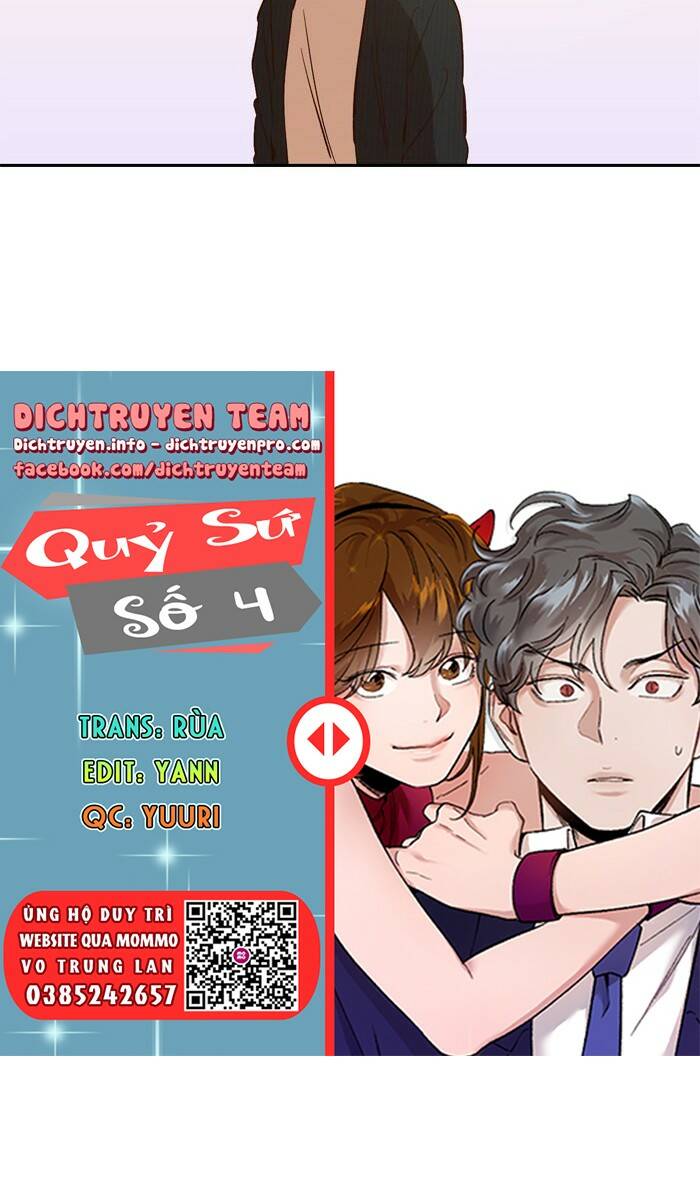 DICHTRUYEN TEAM
Dichtruyen.info - dichtruyenpro.com
facebook.com/dichtruyenteam
Quỷ Sứ
Số 4
TRANS: RÙA
EDIT: YANN
QC: YUURI
ỦNG HỘ DUY TRÌ
WEBSITE QUA MOMMO
VO TRUNG LAN
0385242657